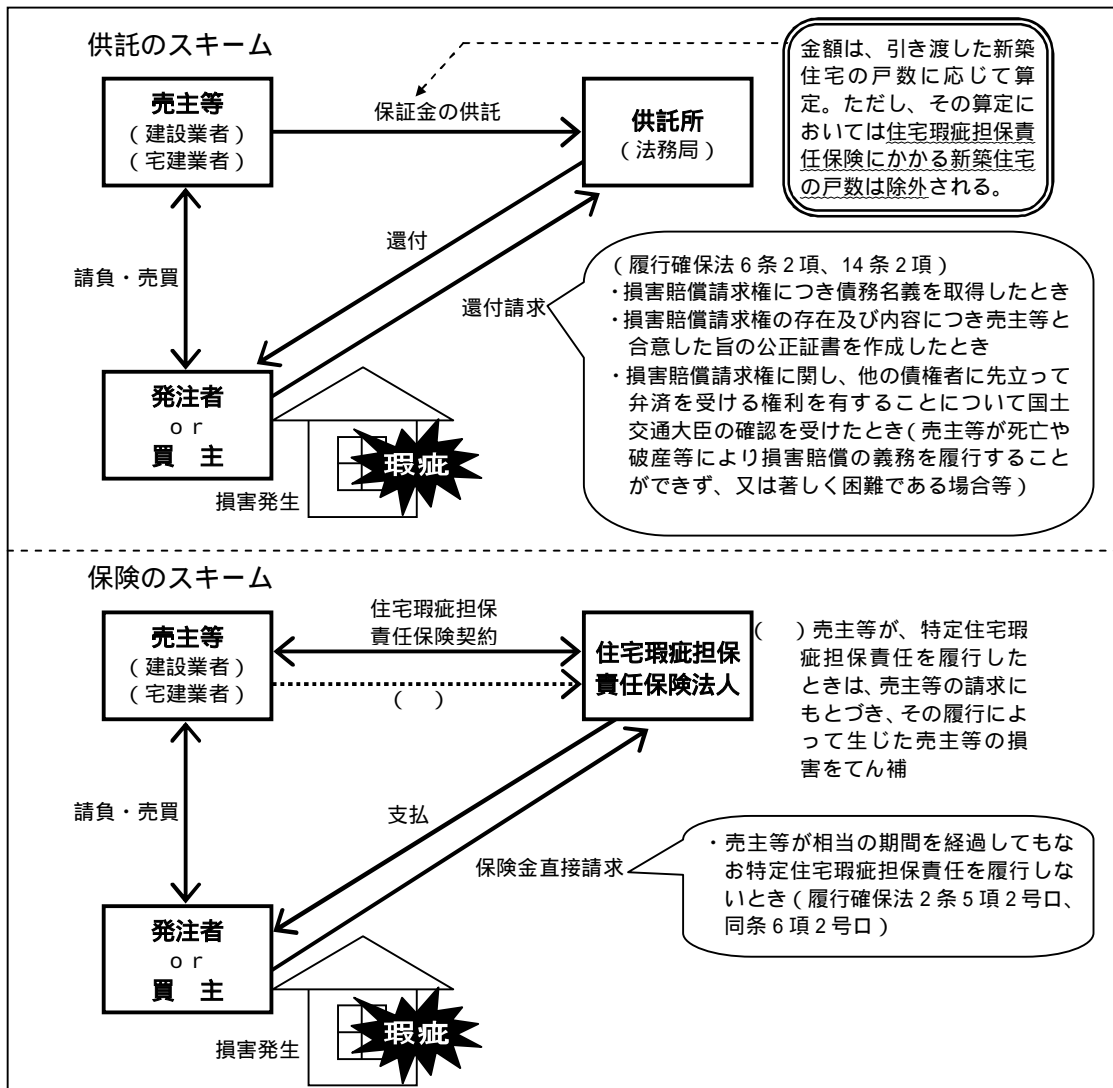 供託のスキーム
売主等
（建設業者）
（宅建業者）
保証金の供託
供託所
（法務局）
金額は、引き渡した新築
住宅の戸数に応じて算
定。ただし、その算定に
おいては住宅瑕疵担保責
任保険にかかる新築住宅
の戸数は除外される。
請負・売買
還付
還付請求
（履行確保法６条２項、14条２項）
・損害賠償請求権につき債務名義を取得したとき
・損害賠償請求権の存在及び内容につき売主等と
合意した旨の公正証書を作成したとき
・損害賠償請求権に関し、他の債権者に先立って
弁済を受ける権利を有することについて国土
交通大臣の確認を受けたとき（売主等が死亡や
破産等により損害賠償の義務を履行すること
ができず、又は著しく困難である場合等）
発注者
ｏｒ
買　主
瑕疵
損害発生
保険のスキーム
売主等
（建設業者）
（宅建業者）
住宅瑕疵担保
責任保険契約
（　）
住宅瑕疵担保
責任保険法人
（　）売主等が、特定住宅瑕
疵担保責任を履行した
ときは、売主等の請求に
もとづき、その履行によ
って生じた売主等の損
害をてん補
請負・売買
支払
保険金直接請求
・売主等が相当の期間を経過してもな
お特定住宅瑕疵担保責任を履行しな
いとき（履行確保法２条５項２号ロ、
同条６項２号ロ）
発注者
ｏｒ
買　主
瑕疵
損害発生